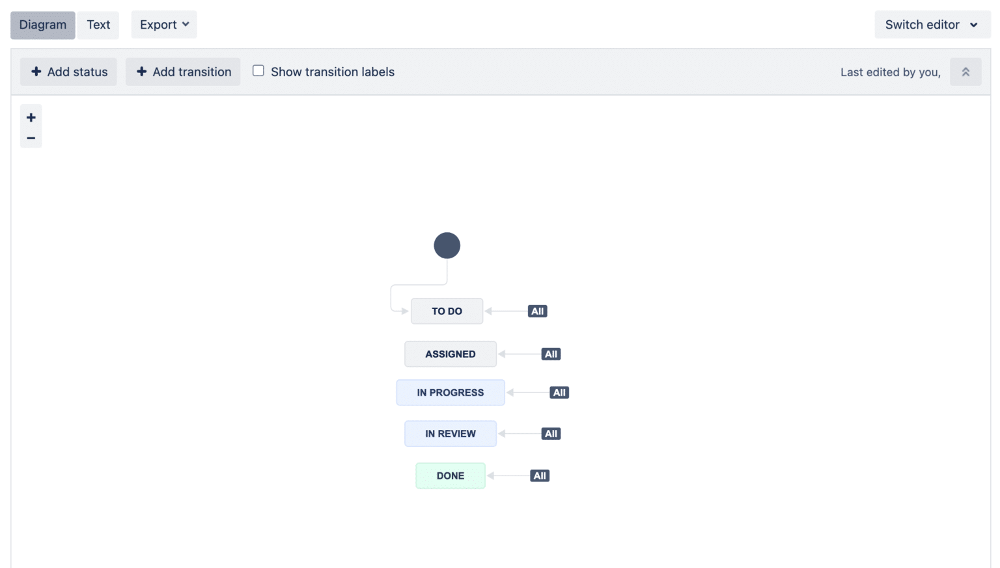 Diagram Text Export Switch editor
+ Add status + Add transition Show transition labels Last edited by you,
+
−
TO DO All
ASSIGNED All
IN PROGRESS All
IN REVIEW All
DONE All